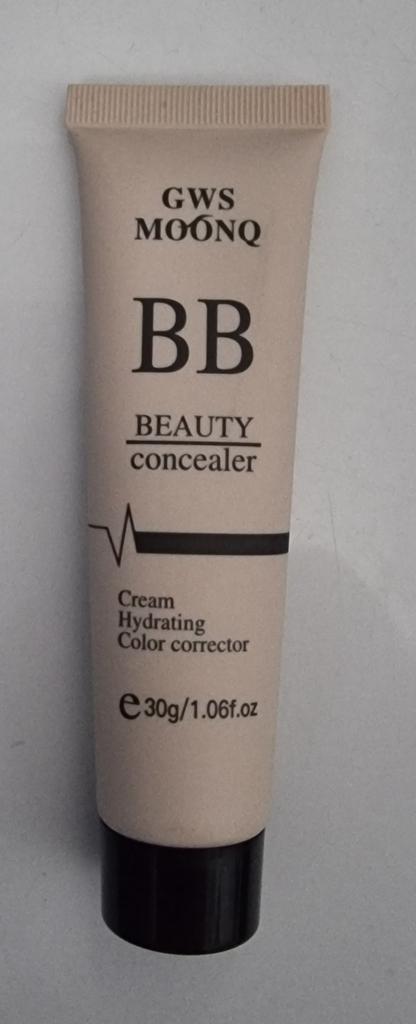 GWS
MOONQ
BB
BEAUTY
concealer
Cream
Hydrating
Color corrector
e30g/1.06f.oz